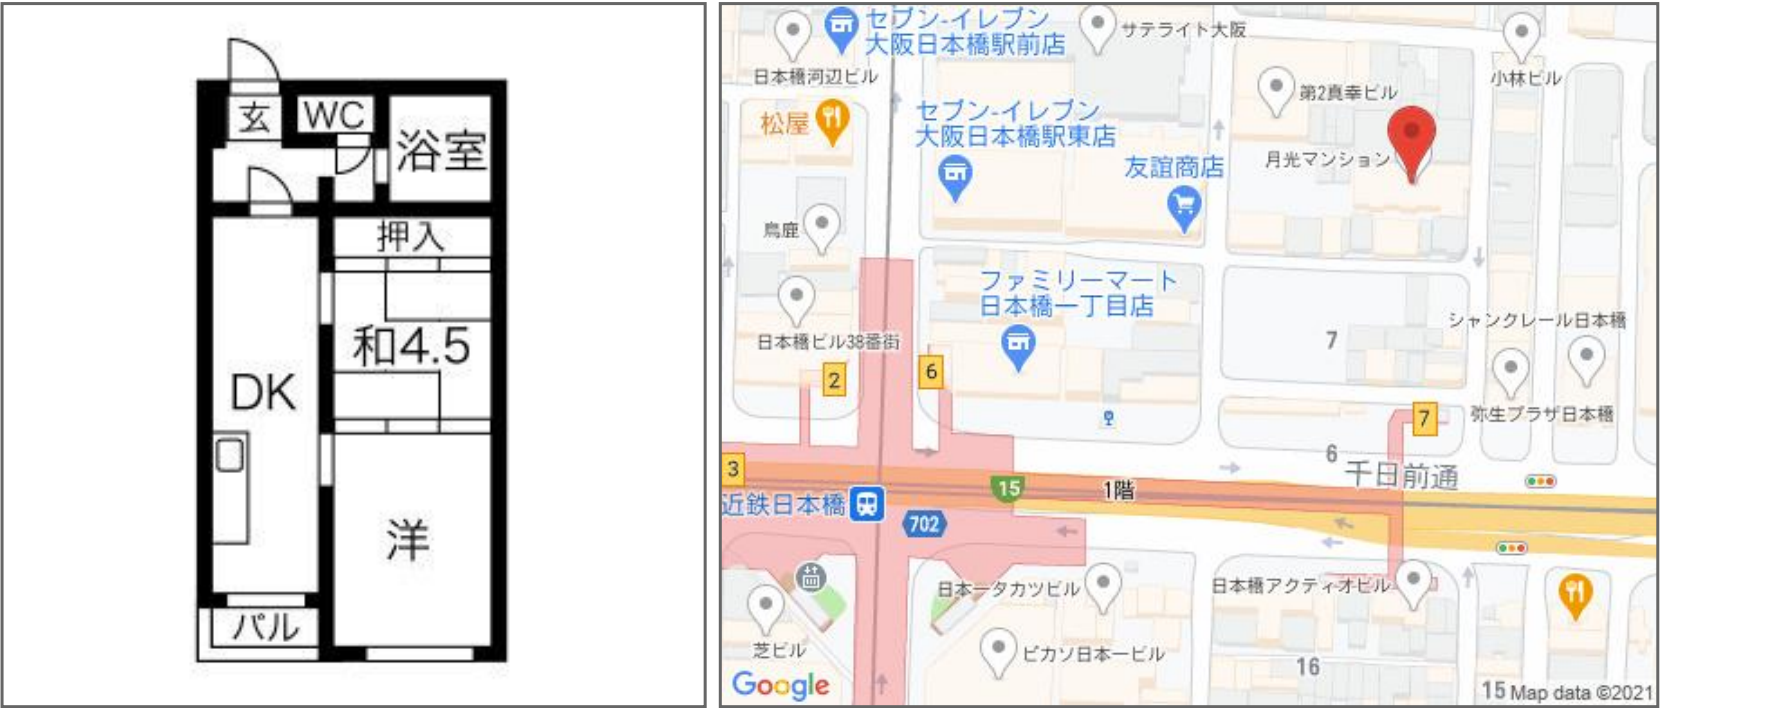 玄
WC
浴室
押入
和4.5
DK
洋
バル
セブン-イレブン
大阪日本橋駅前店
サテライト大阪
日本橋河辺ビル
小林ビル
第2真幸ビル
松屋
セブン-イレブン
大阪日本橋駅東店
月光マンション
友誼商店
鳥鹿
ファミリーマート
日本橋一丁目店
日本橋ビル38番街
7
シャンクレール日本橋
2
6
7
弥生プラザ日本橋
6
3
千日前通
15
1階
近鉄日本橋
702
日本一タカツビル
日本橋アクティオビル
芝ビル
ピカソ日本一ビル
16
Google
15
Map data ©2021